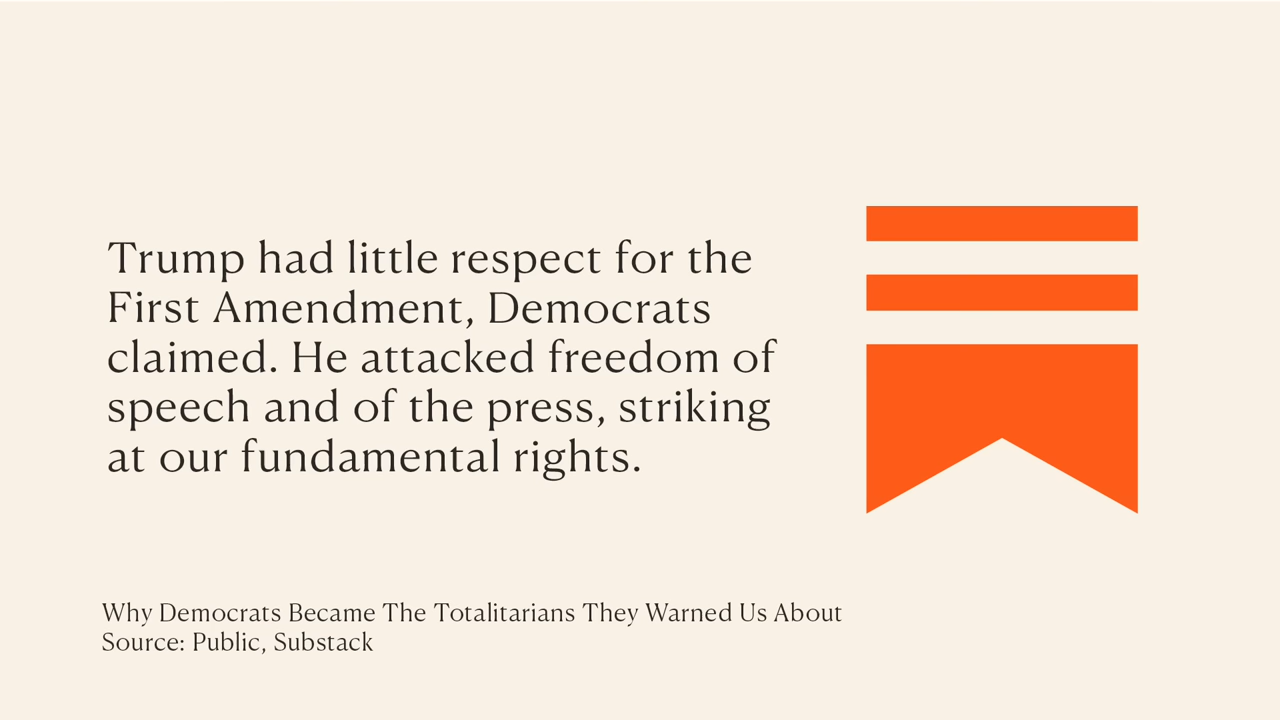 Trump had little respect for the
First Amendment, Democrats
claimed. He attacked freedom of
speech and of the press, striking
at our fundamental rights.
Why Democrats Became The Totalitarians They Warned Us About
Source: Public, Substack